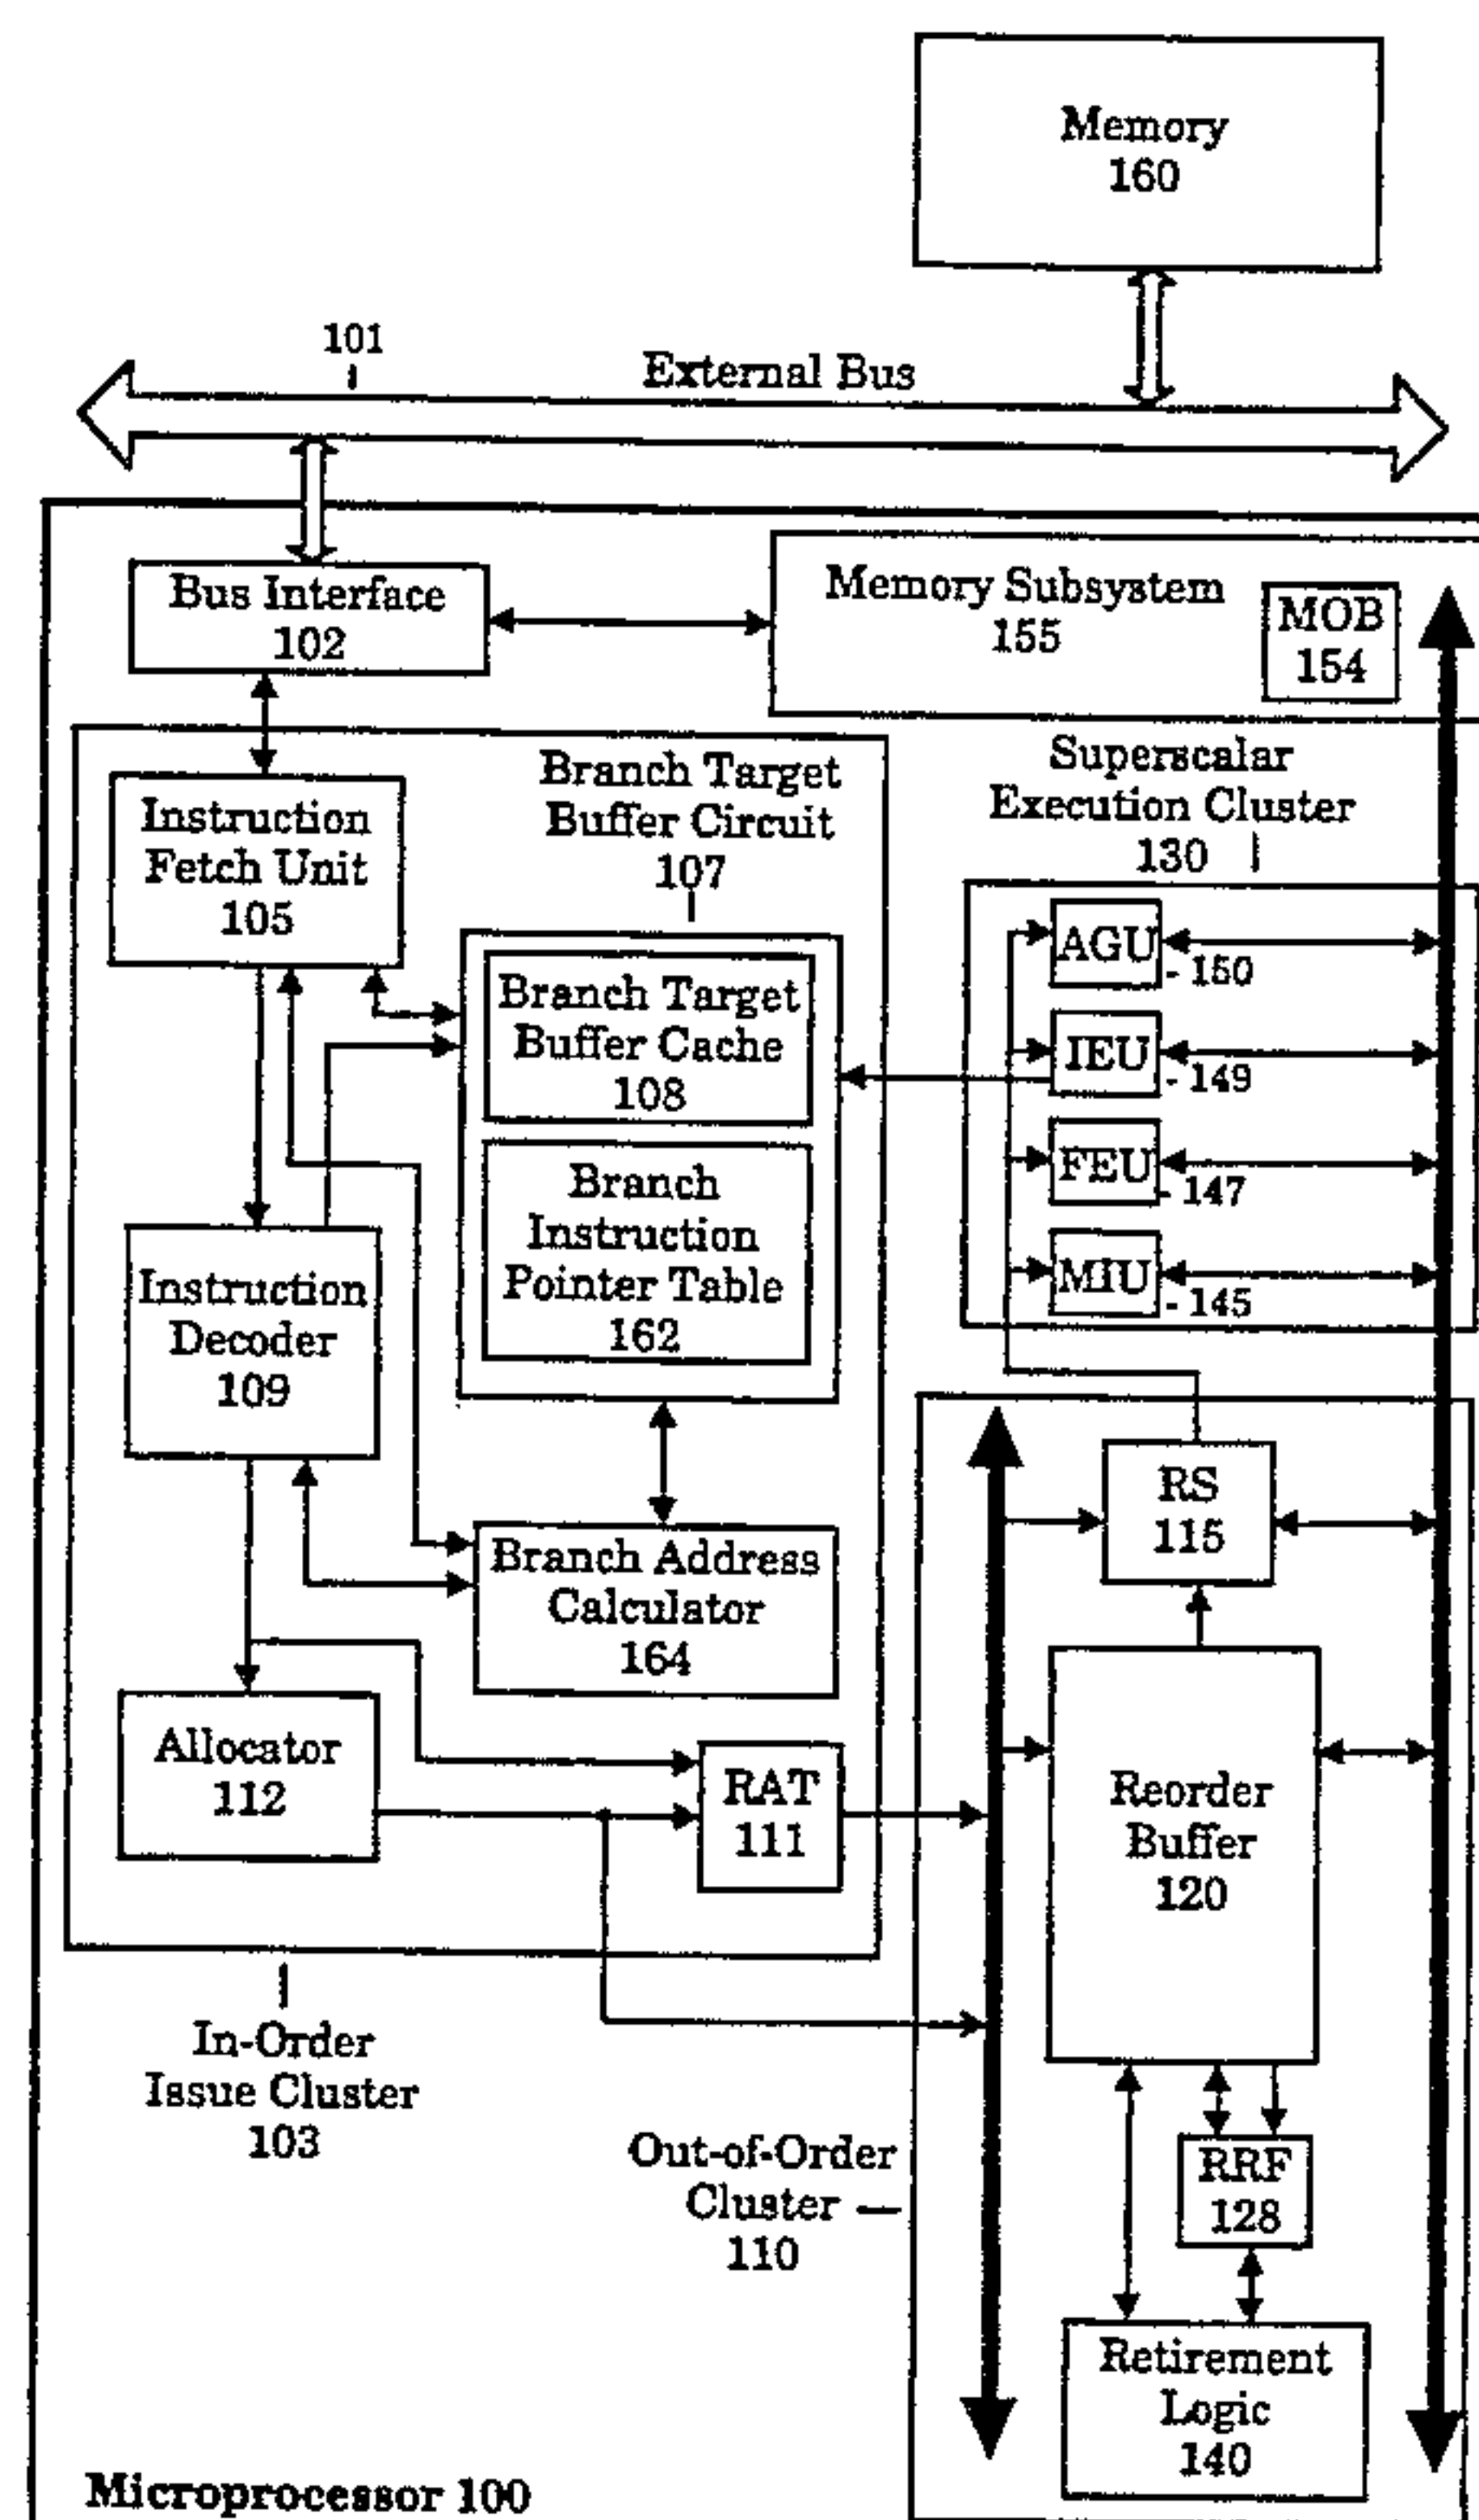 Memory
160
101
External Bus
Bus Interface
102
Memory Subsystem
155
MOB
154
Instruction
Fetch Unit
105
Branch Target
Buffer Circuit
107
Superscalar
Execution Cluster
130
Branch Target
Buffer Cache
108
Branch
Instruction
Pointer Table
162
AGU
- 150
IEU
- 149
FEU
- 147
MIU
- 145
Instruction
Decoder
109
Branch Address
Calculator
164
RS
115
Allocator
112
RAT
111
Reorder
Buffer
120
In-Order
Issue Cluster
103
Out-of-Order
Cluster
110
RRF
128
Retirement
Logic
140
Microprocessor 100